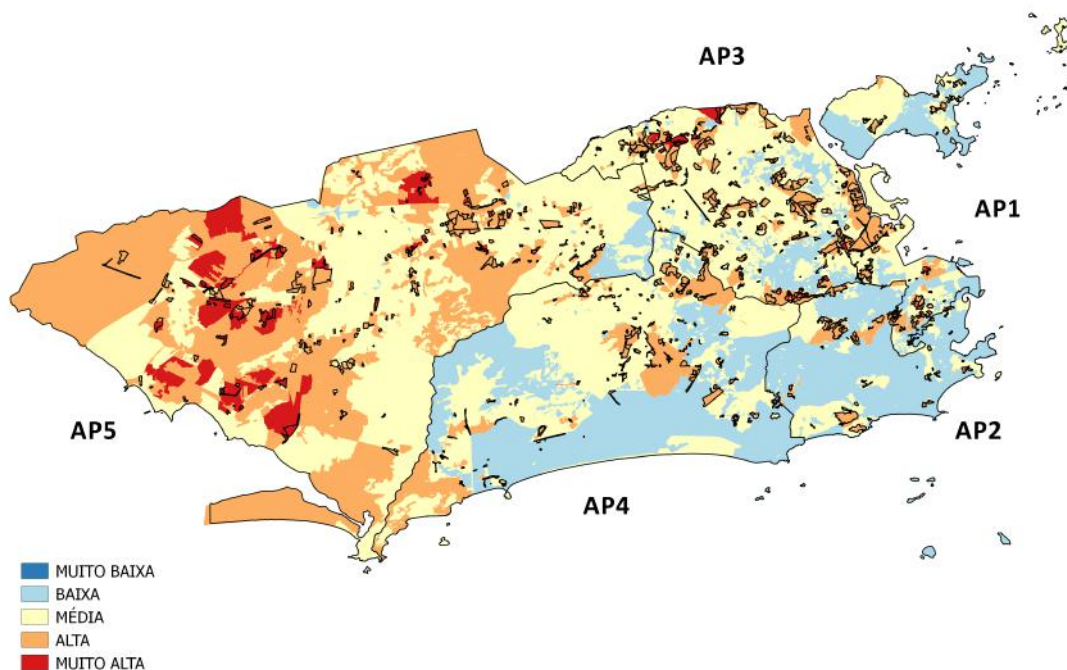 AP3
AP1
AP5
AP2
AP4
MUITO BAIXA
BAIXA
MÉDIA
ALTA
MUITO ALTA